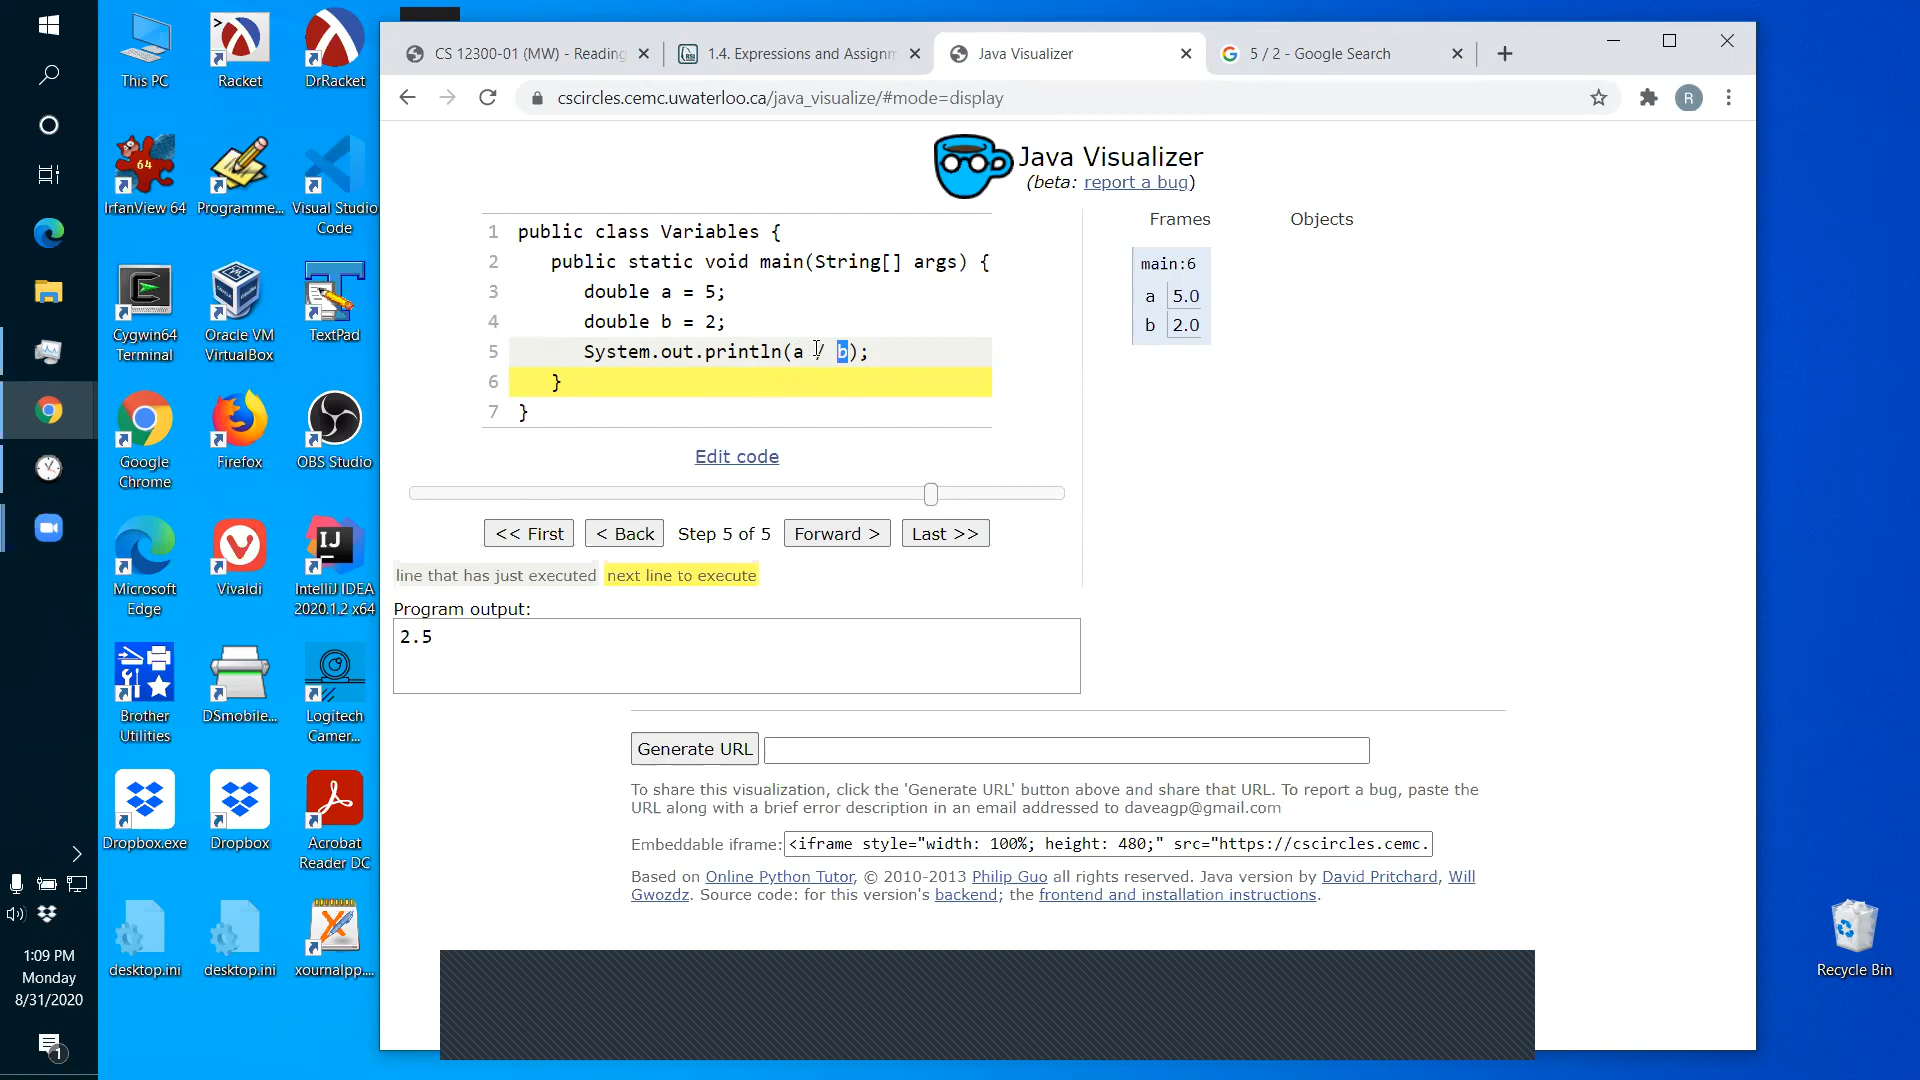 This PC
Racket
DrRacket
IrfanView 64
Programme...
Visual Studio
Code
Cygwin64
Terminal
Oracle VM
VirtualBox
TextPad
Google
Chrome
Firefox
OBS Studio
Microsoft
Edge
Vivaldi
IntelliJ IDEA
2020.1.2 x64
Brother
Utilities
DSmobile...
Logitech
Camer...
Dropbox.exe
Dropbox
Acrobat
Reader DC
desktop.ini
desktop.ini
xournalpp....
1:09 PM
Monday
8/31/2020
1
CS 12300-01 (MW) - Reading
1.4. Expressions and Assignm
Java Visualizer
5 / 2 - Google Search
cscircles.cemc.uwaterloo.ca/java_visualize/#mode=display
R
Java Visualizer
(beta: report a bug)
1 public class Variables {
2 public static void main(String[] args) {
3 double a = 5;
4 double b = 2;
5 System.out.println(a / b);
6 }
7 }
Edit code
<< First
< Back
Step 5 of 5
Forward >
Last >>
line that has just executed next line to execute
Program output:
2.5
Frames
Objects
main:6
a 5.0
b 2.0
Generate URL
To share this visualization, click the 'Generate URL' button above and share that URL. To report a bug, paste the
URL along with a brief error description in an email addressed to daveagp@gmail.com
Embeddable iframe: <iframe style="width: 100%; height: 480;" src="https://cscircles.cemc.
Based on Online Python Tutor, © 2010-2013 Philip Guo all rights reserved. Java version by David Pritchard, Will
Gwozdz. Source code: for this version's backend; the frontend and installation instructions.
Recycle Bin